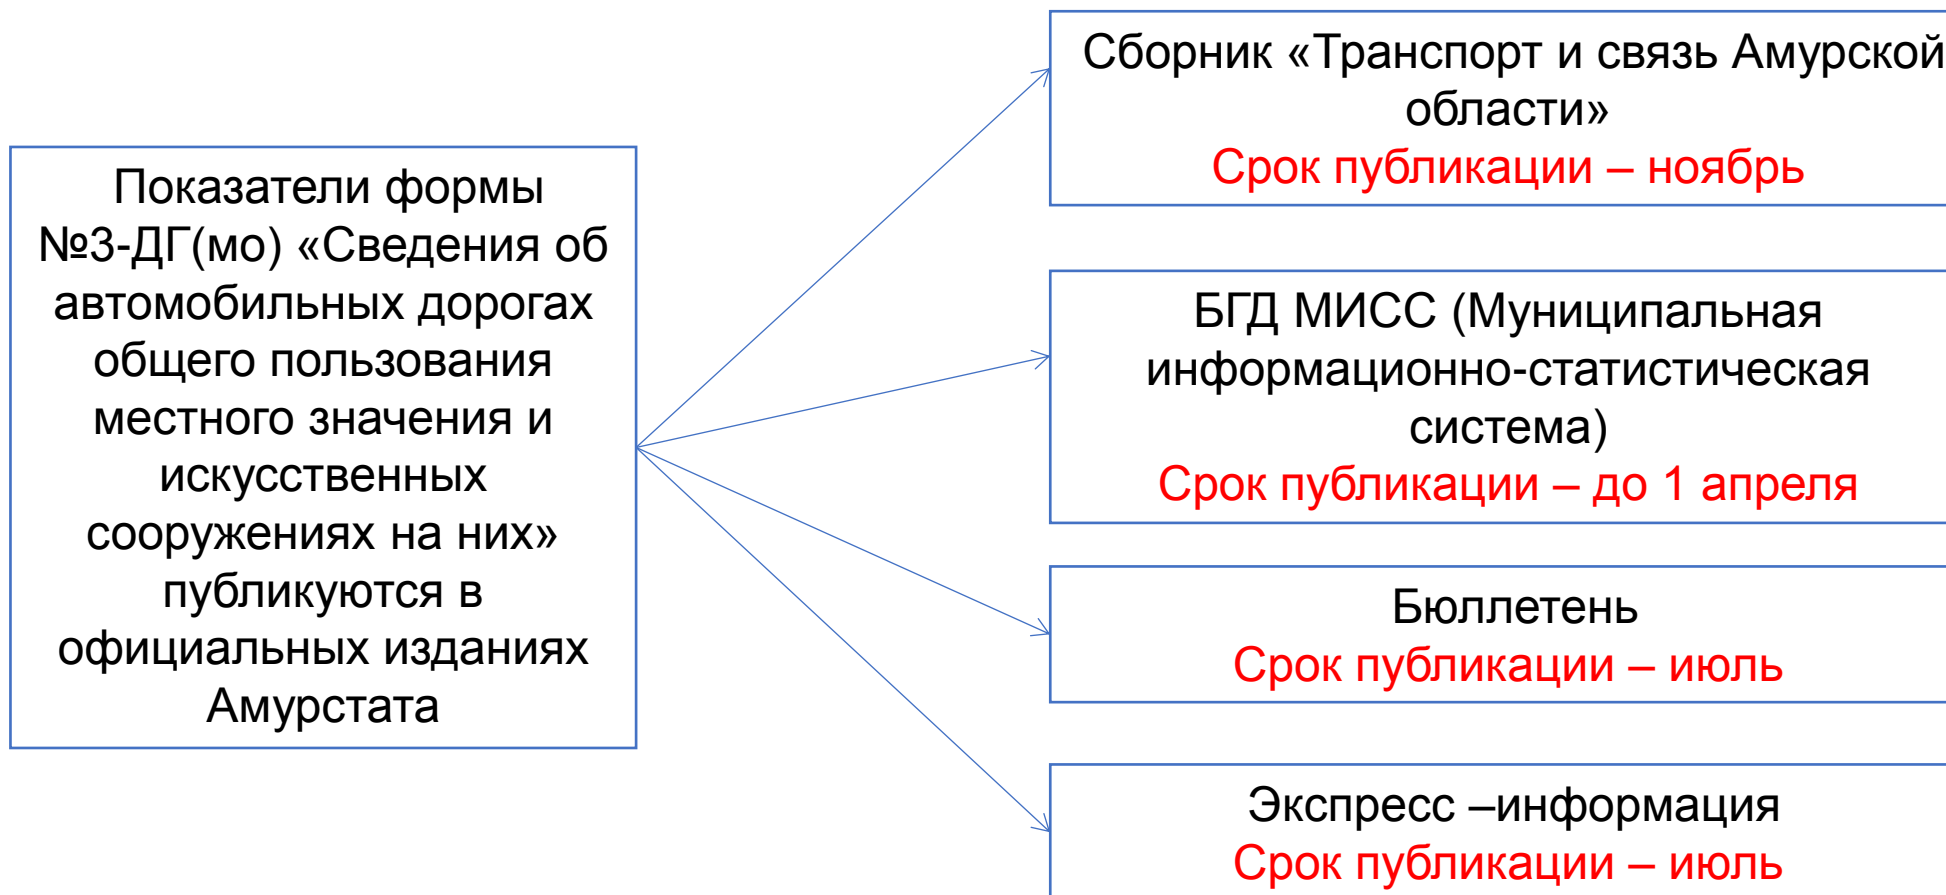 Показатели формы
№3-ДГ(мо) «Сведения об
автомобильных дорогах
общего пользования
местного значения и
искусственных
сооружениях на них»
публикуются в
официальных изданиях
Амурстата
Сборник «Транспорт и связь Амурской
области»
Срок публикации – ноябрь
БГД МИСС (Муниципальная
информационно-статистическая
система)
Срок публикации – до 1 апреля
Бюллетень
Срок публикации – июль
Экспресс –информация
Срок публикации – июль